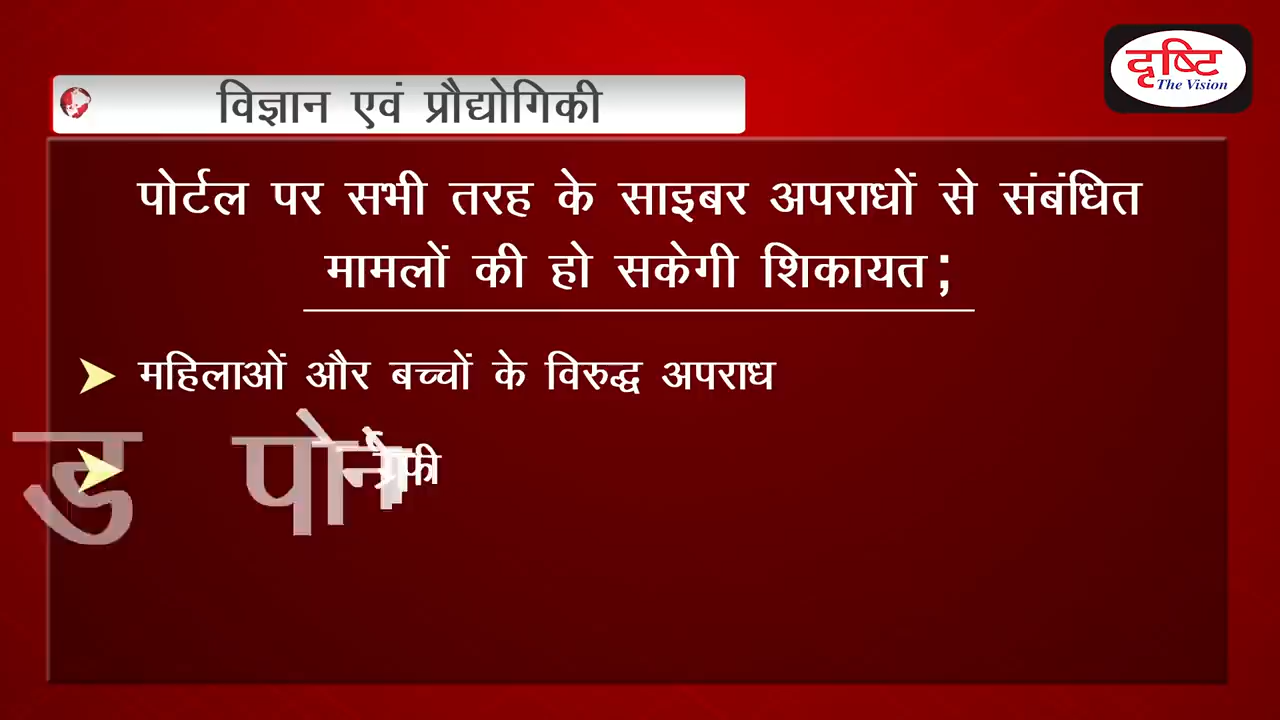 दृष्टि
The Vision
विज्ञान एवं प्रौद्योगिकी
पोर्टल पर सभी तरह के साइबर अपराधों से संबंधित
मामलों की हो सकेगी शिकायत;
➤ महिलाओं और बच्चों के विरुद्ध अपराध